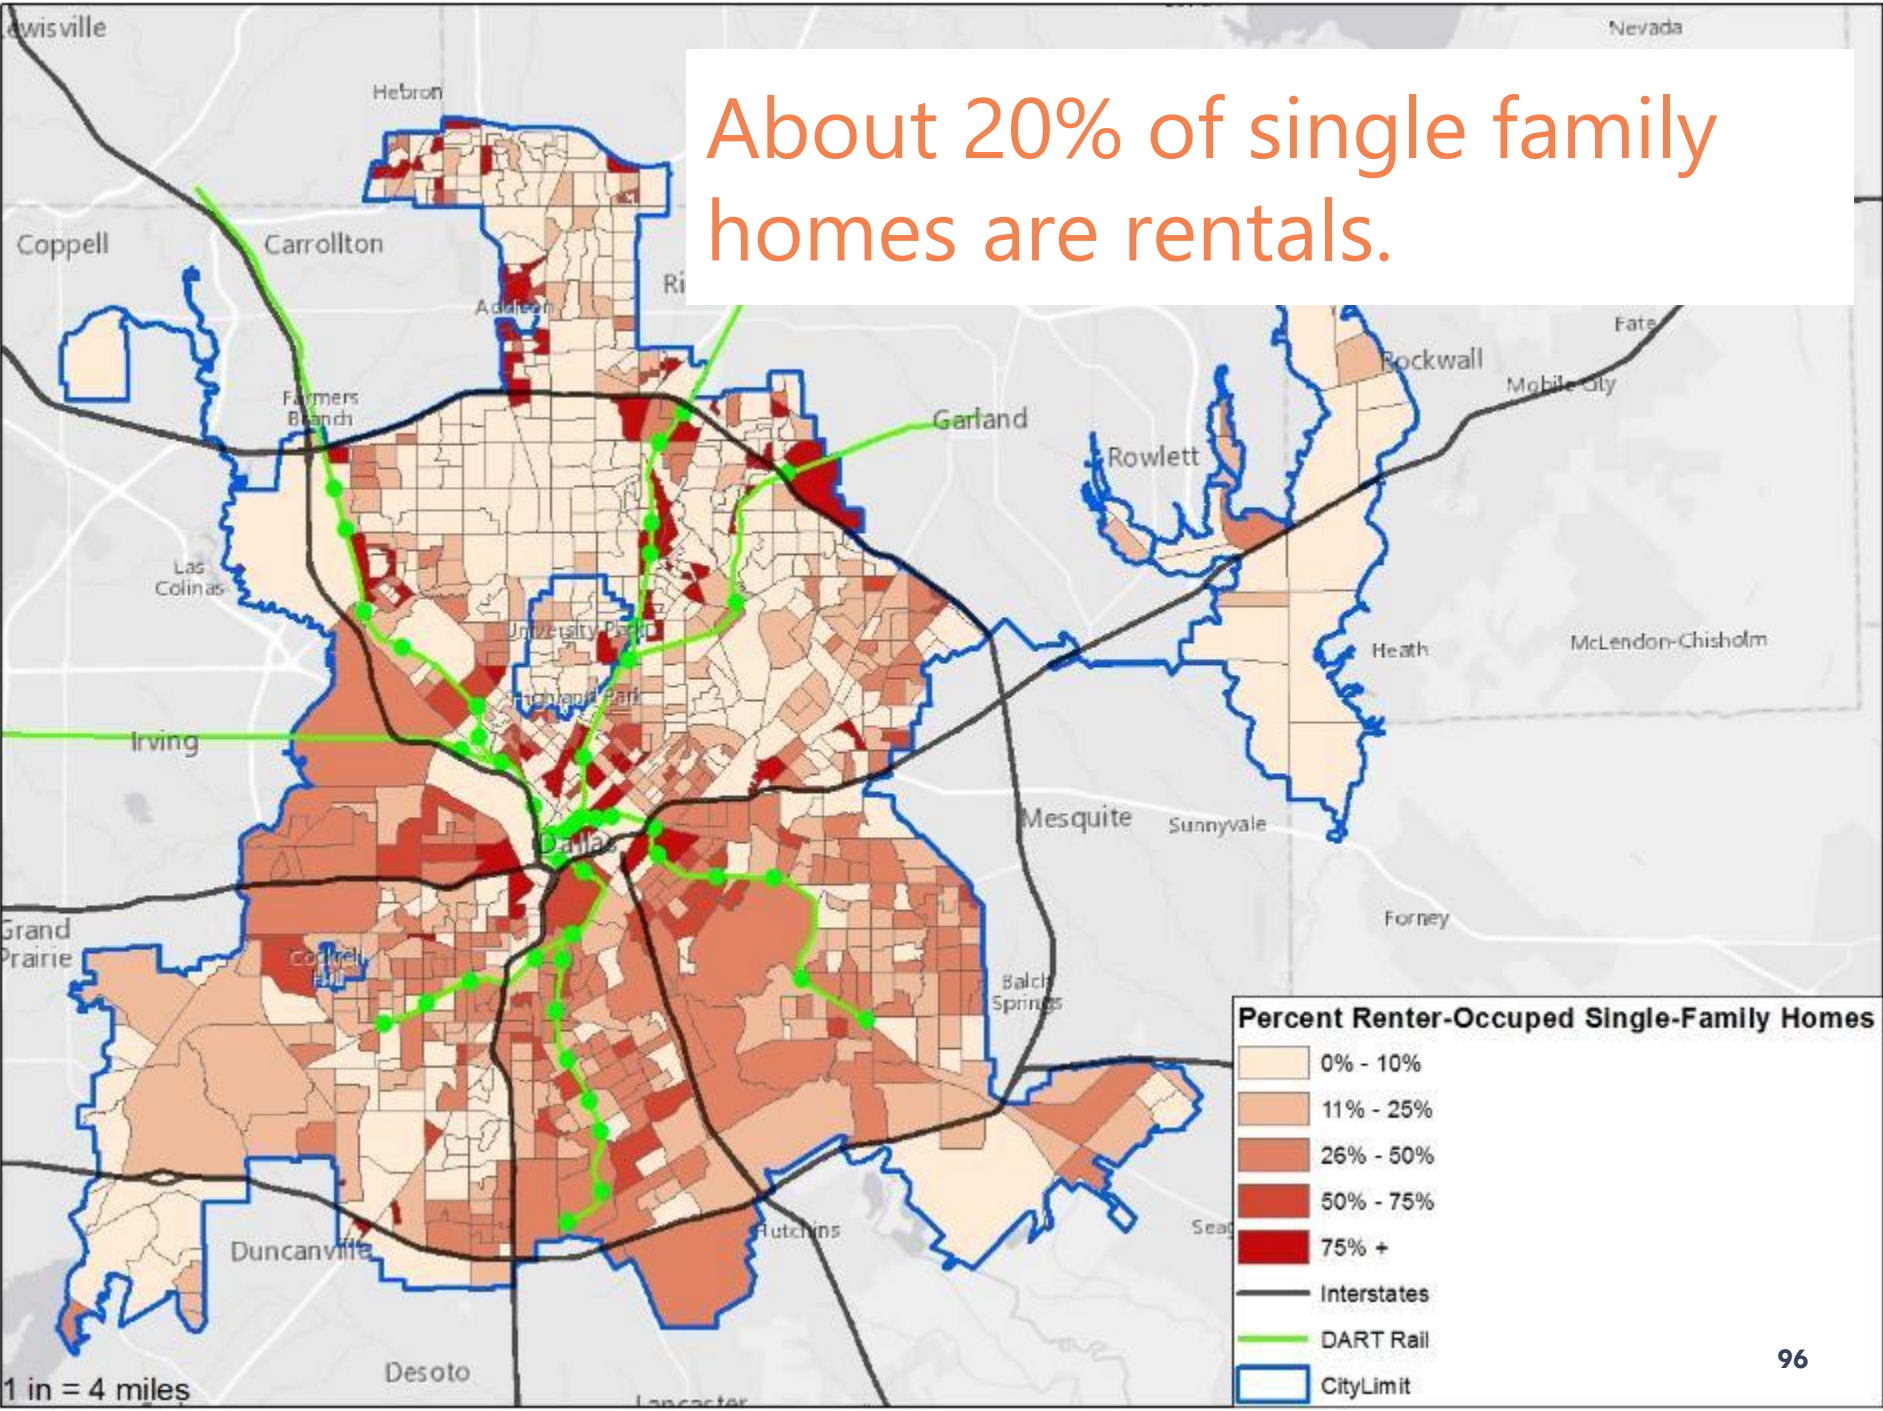 Nevada
Hebron
About 20% of single family
homes are rentals.
Coppell
Carrollton
Addison
Rockwall
Mobile City
Farmers
Branch
Garland
Rowlett
Las
Colinas
University Park
Heath
McLendon-Chisholm
Highland Park
Irving
Mesquite
Sunnyvale
Dallas
Grand
Prairie
Cockrell
Hill
Forney
Balch
Springs
Percent Renter-Occuped Single-Family Homes
0% - 10%
11% - 25%
26% - 50%
50% - 75%
75% +
Interstates
DART Rail
CityLimit
Hutchins
Duncanville
Desoto
Lancaster
1 in = 4 miles
96